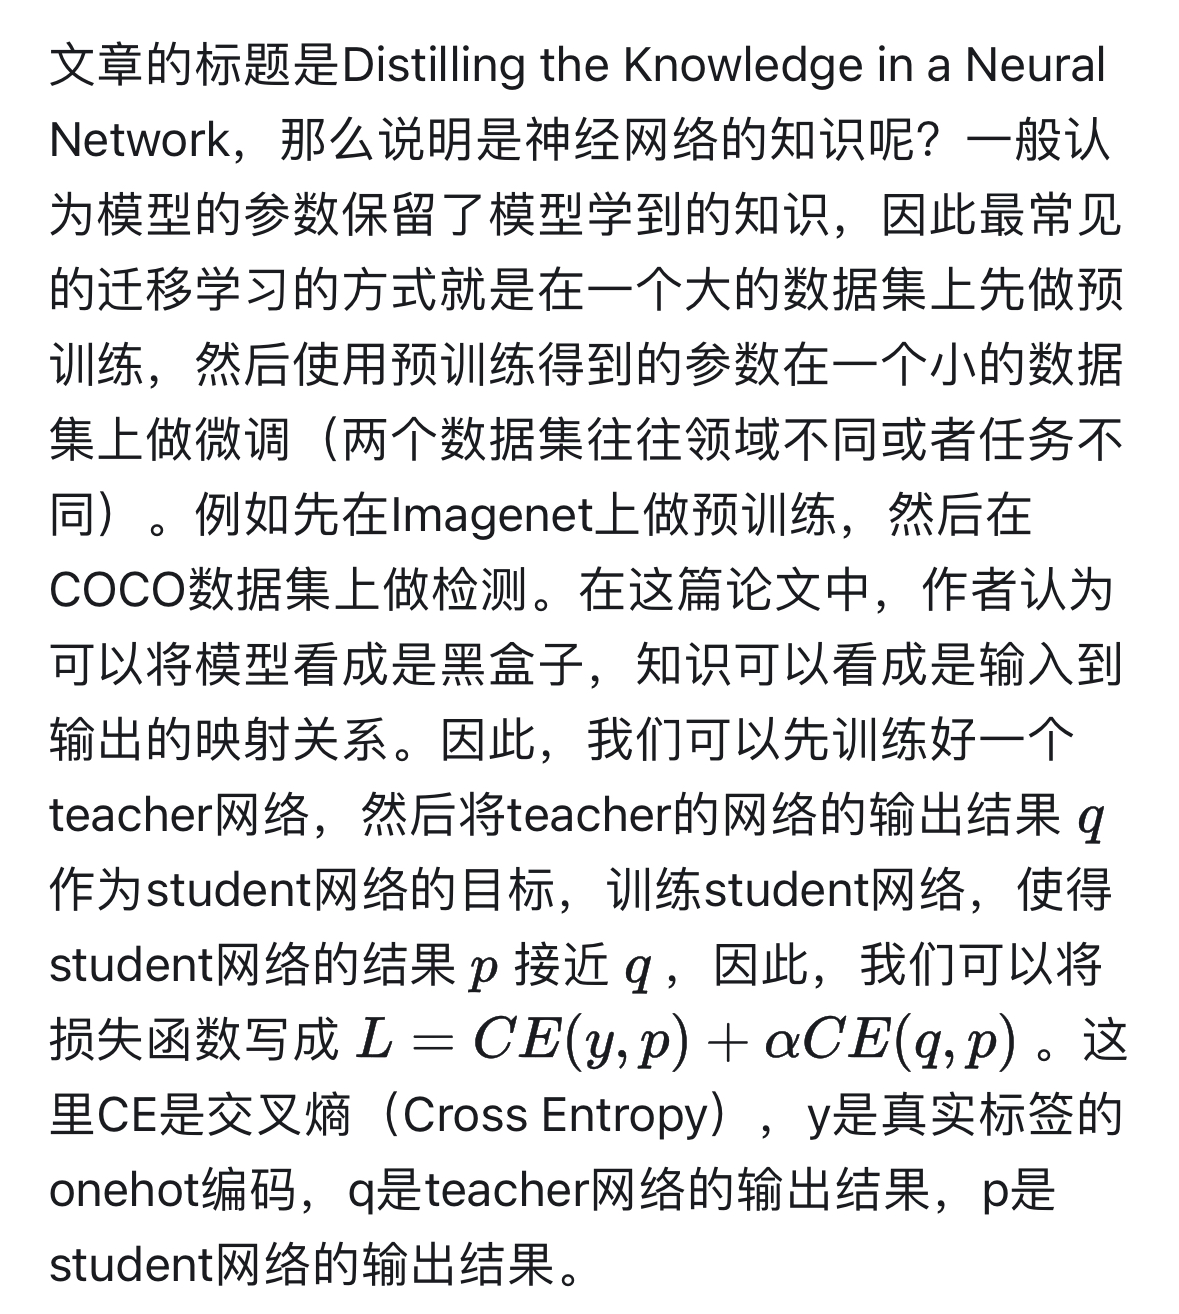 文章的标题是Distilling the Knowledge in a Neural
Network，那么说明是神经网络的知识呢？一般认
为模型的参数保留了模型学到的知识，因此最常见
的迁移学习的方式就是在一个大的数据集上先做预
训练，然后使用预训练得到的参数在一个小的数据
集上做微调（两个数据集往往领域不同或者任务不
同）。例如先在Imagenet上做预训练，然后在
COCO数据集上做检测。在这篇论文中，作者认为
可以将模型看成是黑盒子，知识可以看成是输入到
输出的映射关系。因此，我们可以先训练好一个
teacher网络，然后将teacher的网络的输出结果 q
作为student网络的目标，训练student网络，使得
student网络的结果 p 接近 q ，因此，我们可以将
损失函数写成 L = CE(y, p) + αCE(q, p) 。这
里CE是交叉熵（Cross Entropy），y是真实标签的
onehot编码，q是teacher网络的输出结果，p是
student网络的输出结果。